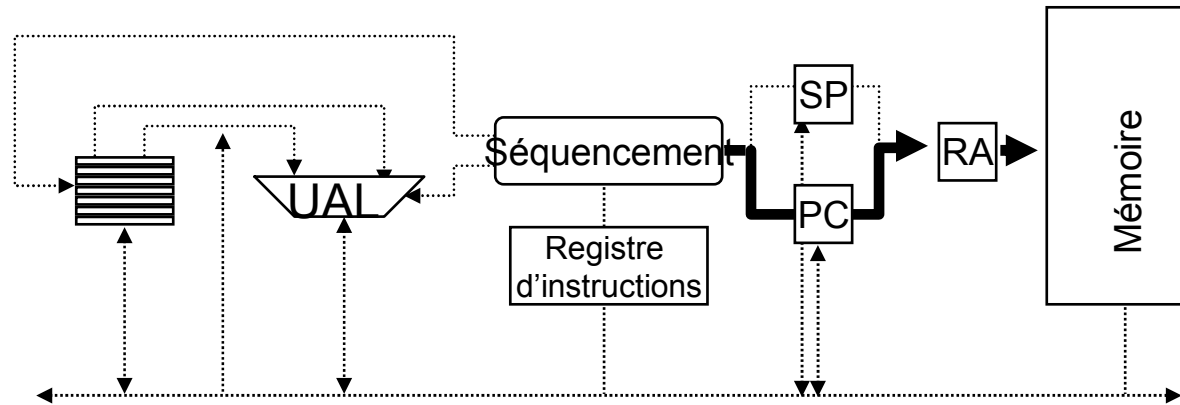 SP
Séquencement
RA
UAL
PC
Registre
d’instructions
Mémoire